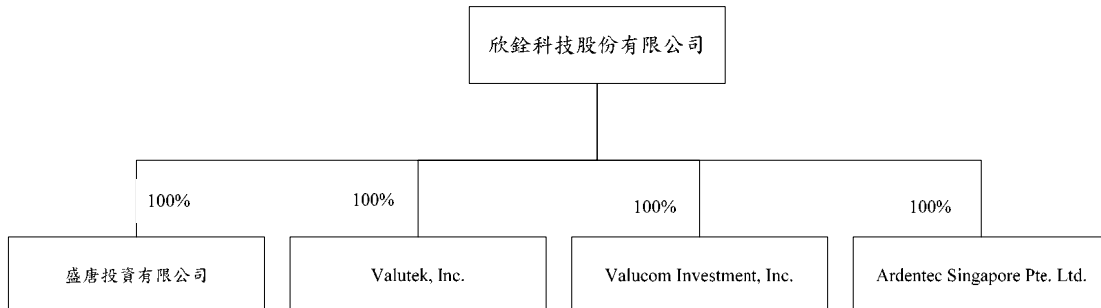 欣銓科技股份有限公司
100%
100%
100%
100%
盛唐投資有限公司
Valutek, Inc.
Valucom Investment, Inc.
Ardentec Singapore Pte. Ltd.